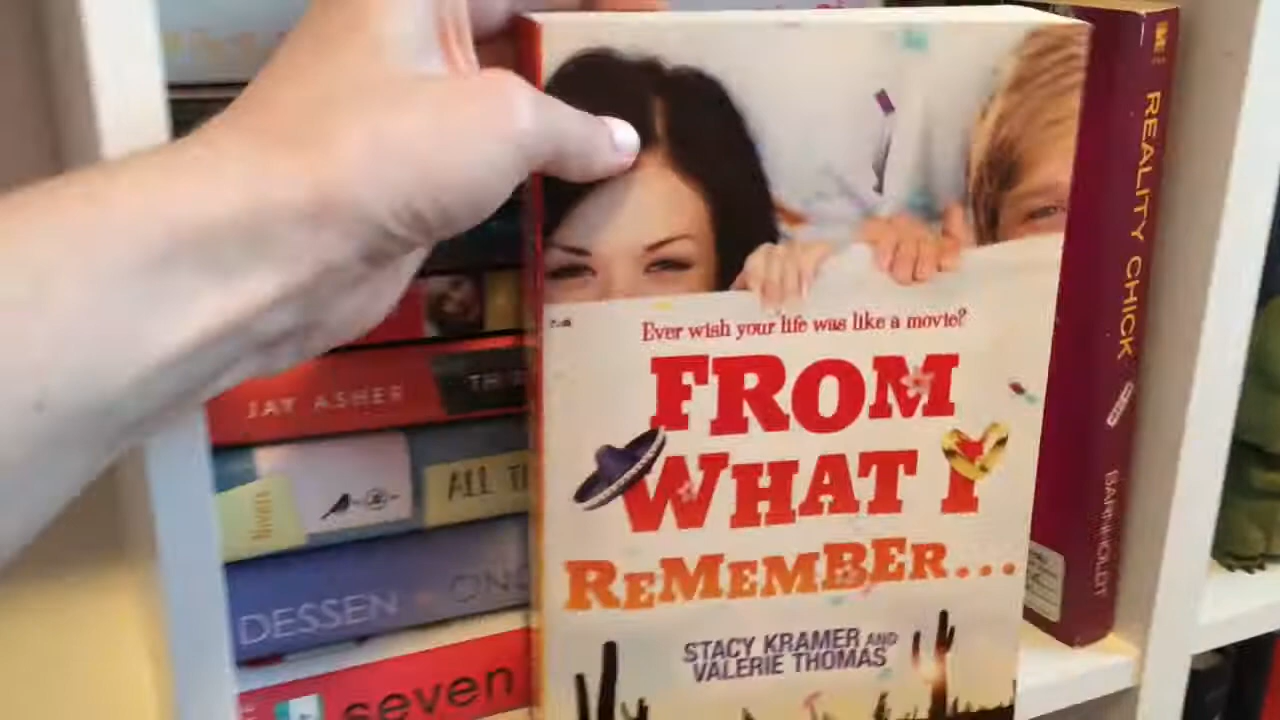 Ever wish your life was like a movie?
FROM
WHAT I
REMEMBER...
STACY KRAMER AND
VALERIE THOMAS
REALITY CHICK
BARNHOLDT
JAY ASHER
ALL
DESSEN
seven